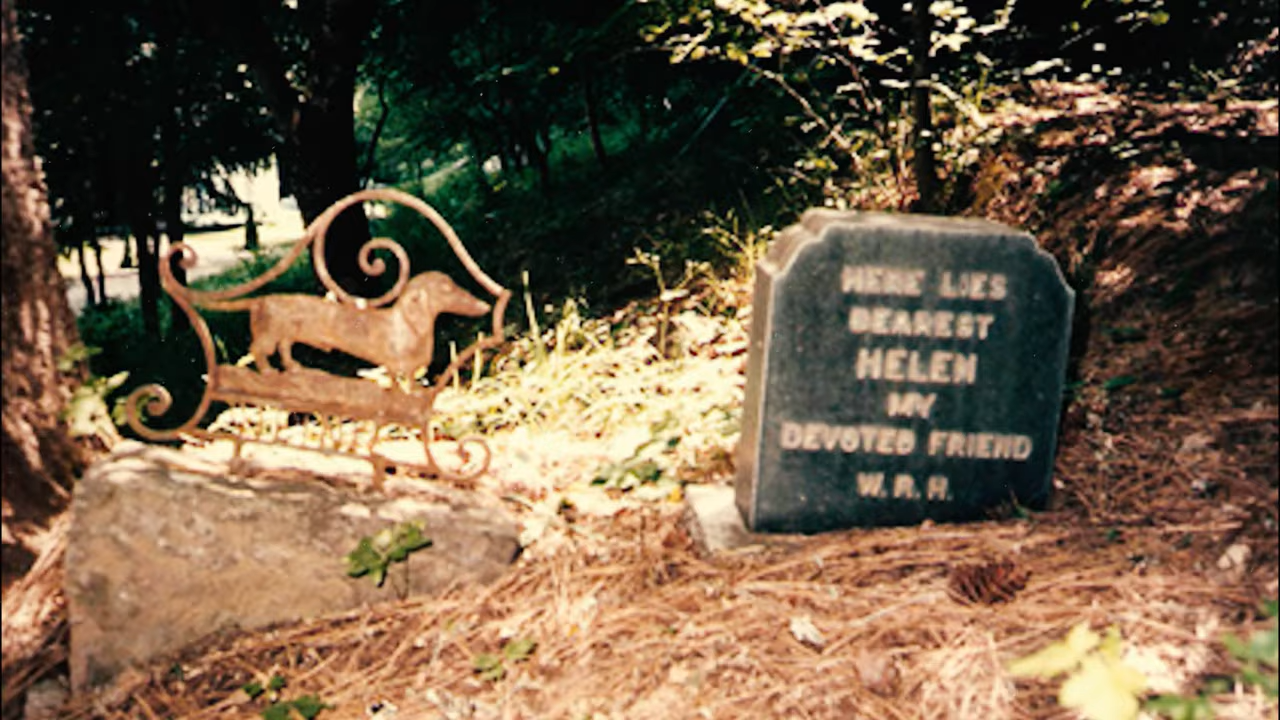 HERE LIES
DEAREST
HELEN
MY
DEVOTED FRIEND
W. R. H.